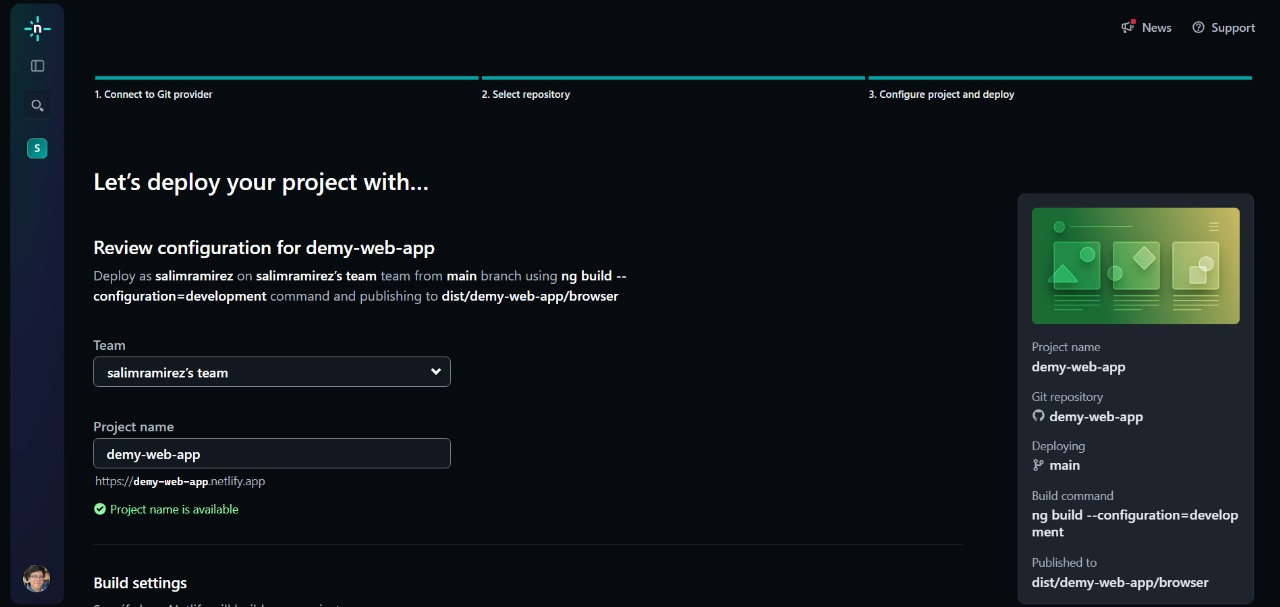 n
News
Support
1. Connect to Git provider
2. Select repository
3. Configure project and deploy
S
Let's deploy your project with...
Review configuration for demy-web-app
Deploy as salimramirez on salimramirez's team team from main branch using ng build --
configuration=development command and publishing to dist/demy-web-app/browser
Team
salimramirez's team
Project name
demy-web-app
https://demy-web-app.netlify.app
Project name is available
Build settings
Project name
demy-web-app
Git repository
demy-web-app
Deploying
main
Build command
ng build --configuration=develop
ment
Published to
dist/demy-web-app/browser